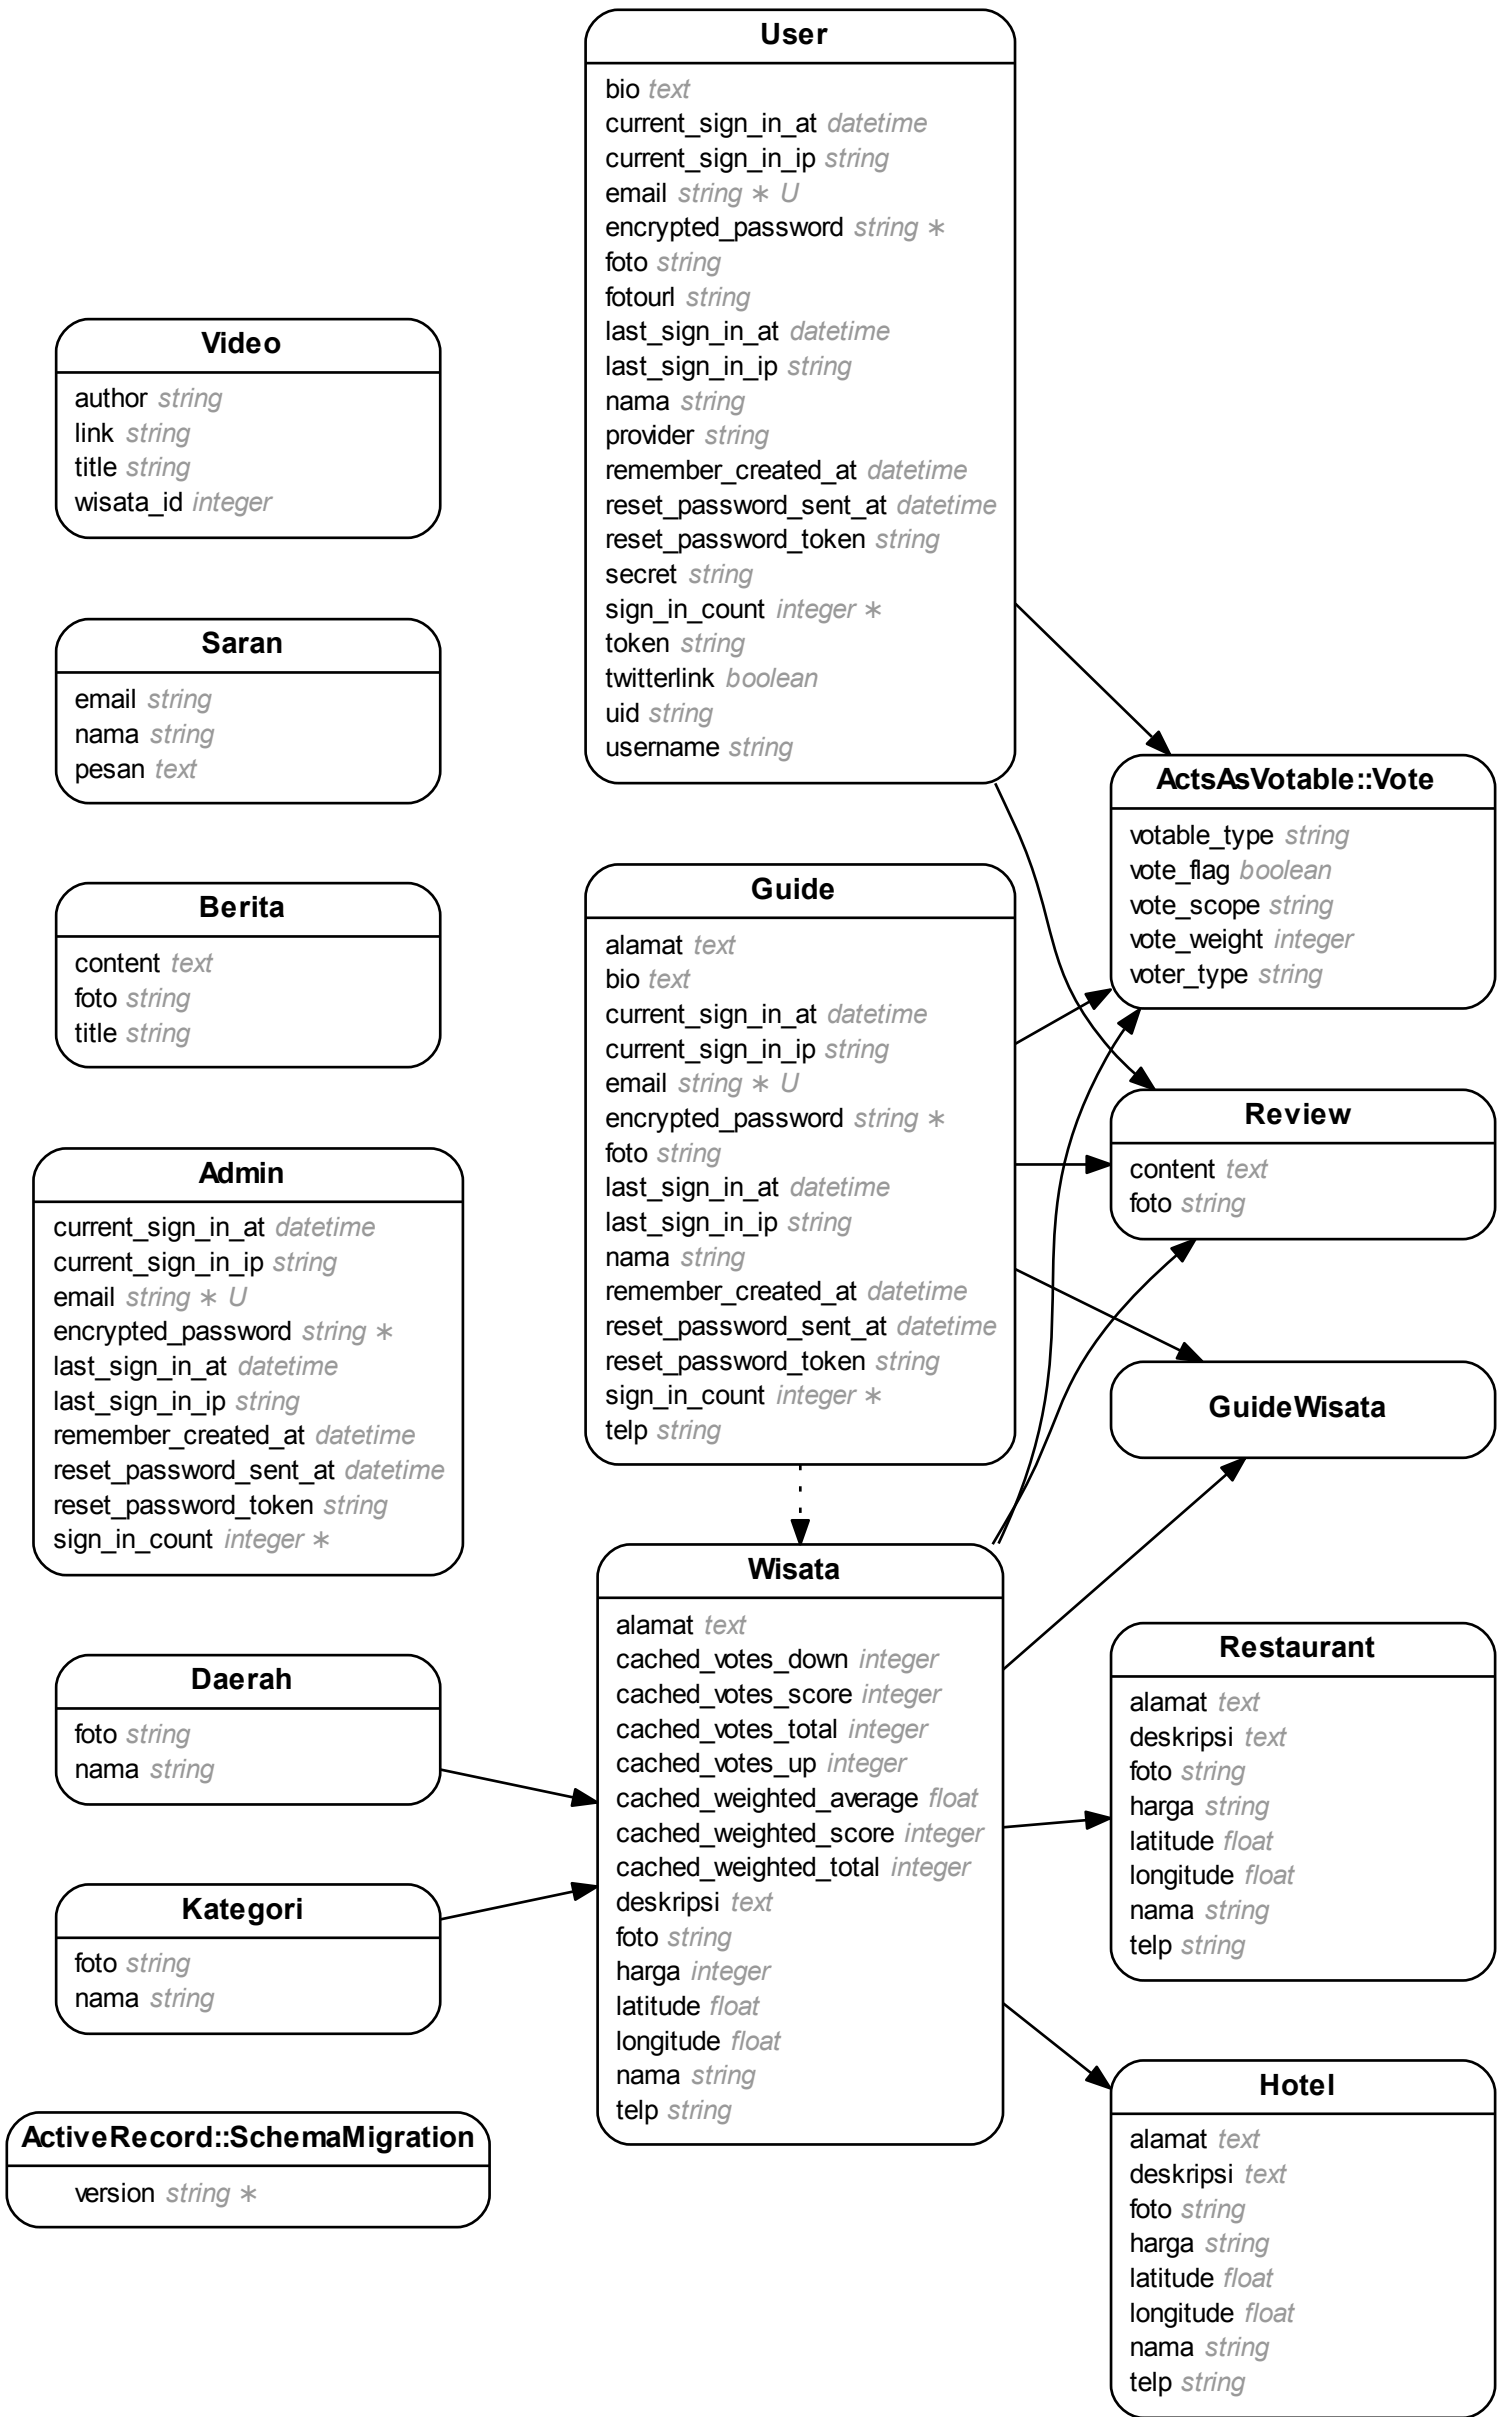 User
bio text
current_sign_in_at datetime
current_sign_in_ip string
email string ∗ U
encrypted_password string ∗
foto string
fotourl string
last_sign_in_at datetime
last_sign_in_ip string
nama string
provider string
remember_created_at datetime
reset_password_sent_at datetime
reset_password_token string
secret string
sign_in_count integer ∗
token string
twitterlink boolean
uid string
username string
Video
author string
link string
title string
wisata_id integer
Saran
email string
nama string
pesan text
Berita
content text
foto string
title string
Admin
current_sign_in_at datetime
current_sign_in_ip string
email string ∗ U
encrypted_password string ∗
last_sign_in_at datetime
last_sign_in_ip string
remember_created_at datetime
reset_password_sent_at datetime
reset_password_token string
sign_in_count integer ∗
Daerah
foto string
nama string
Kategori
foto string
nama string
ActiveRecord::SchemaMigration
version string ∗
Guide
alamat text
bio text
current_sign_in_at datetime
current_sign_in_ip string
email string ∗ U
encrypted_password string ∗
foto string
last_sign_in_at datetime
last_sign_in_ip string
nama string
remember_created_at datetime
reset_password_sent_at datetime
reset_password_token string
sign_in_count integer ∗
telp string
Wisata
alamat text
cached_votes_down integer
cached_votes_score integer
cached_votes_total integer
cached_votes_up integer
cached_weighted_average float
cached_weighted_score integer
cached_weighted_total integer
deskripsi text
foto string
harga integer
latitude float
longitude float
nama string
telp string
ActsAsVotable::Vote
votable_type string
vote_flag boolean
vote_scope string
vote_weight integer
voter_type string
Review
content text
foto string
GuideWisata
Restaurant
alamat text
deskripsi text
foto string
harga string
latitude float
longitude float
nama string
telp string
Hotel
alamat text
deskripsi text
foto string
harga string
latitude float
longitude float
nama string
telp string